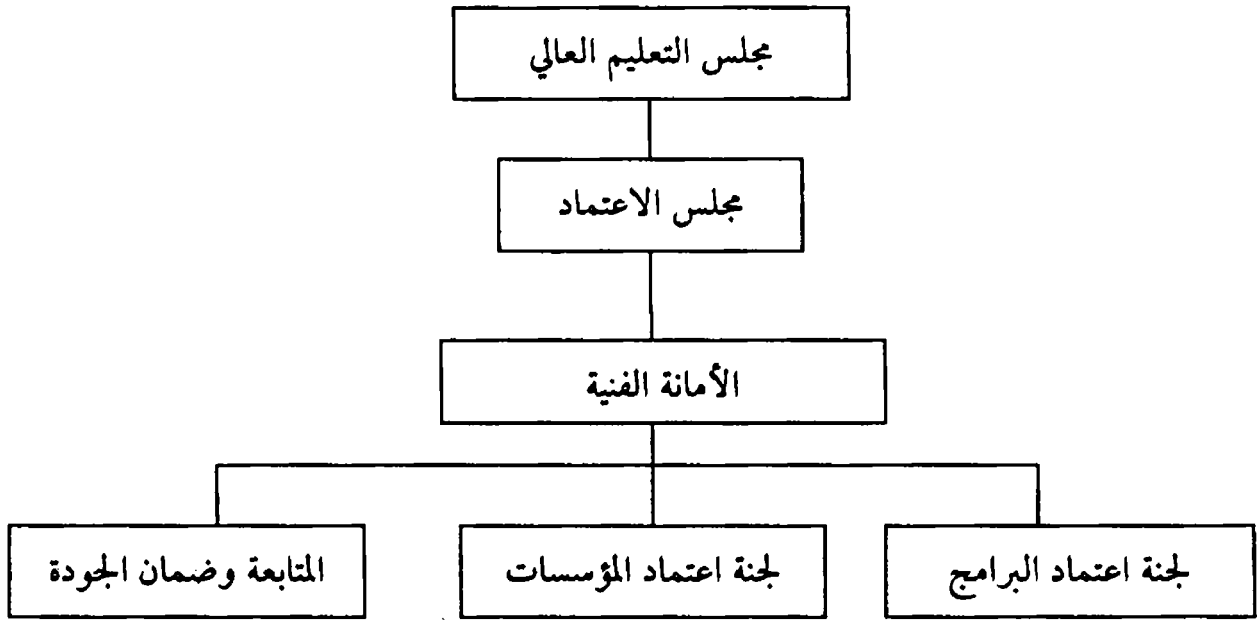 مجلس التعليم العالي
مجلس الاعتماد
الأمانة الفنية
لجنة اعتماد البرامج
لجنة اعتماد المؤسسات
المتابعة وضمان الجودة